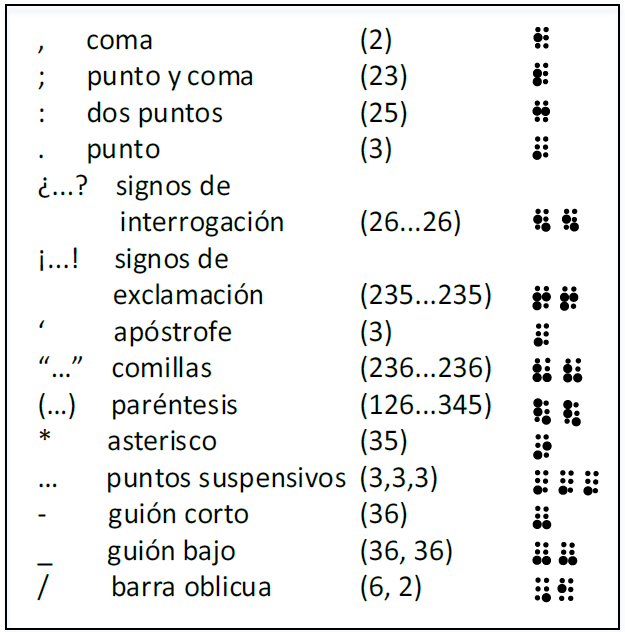 , coma (2) ⠂
; punto y coma (23) ⠆
: dos puntos (25) ⠒
. punto (3) ⠄
¿...? signos de
interrogación (26...26) ⠢ ⠢
¡...! signos de
exclamación (235...235) ⠖ ⠖
‘ apóstrofe (3) ⠄
“...” comillas (236...236) ⠦ ⠦
(...) paréntesis (126...345) ⠣ ⠜
* asterisco (35) ⠔
... puntos suspensivos (3,3,3) ⠄ ⠄ ⠄
- guión corto (36) ⠤
_ guión bajo (36, 36) ⠤ ⠤
/ barra oblicua (6, 2) ⠠ ⠂